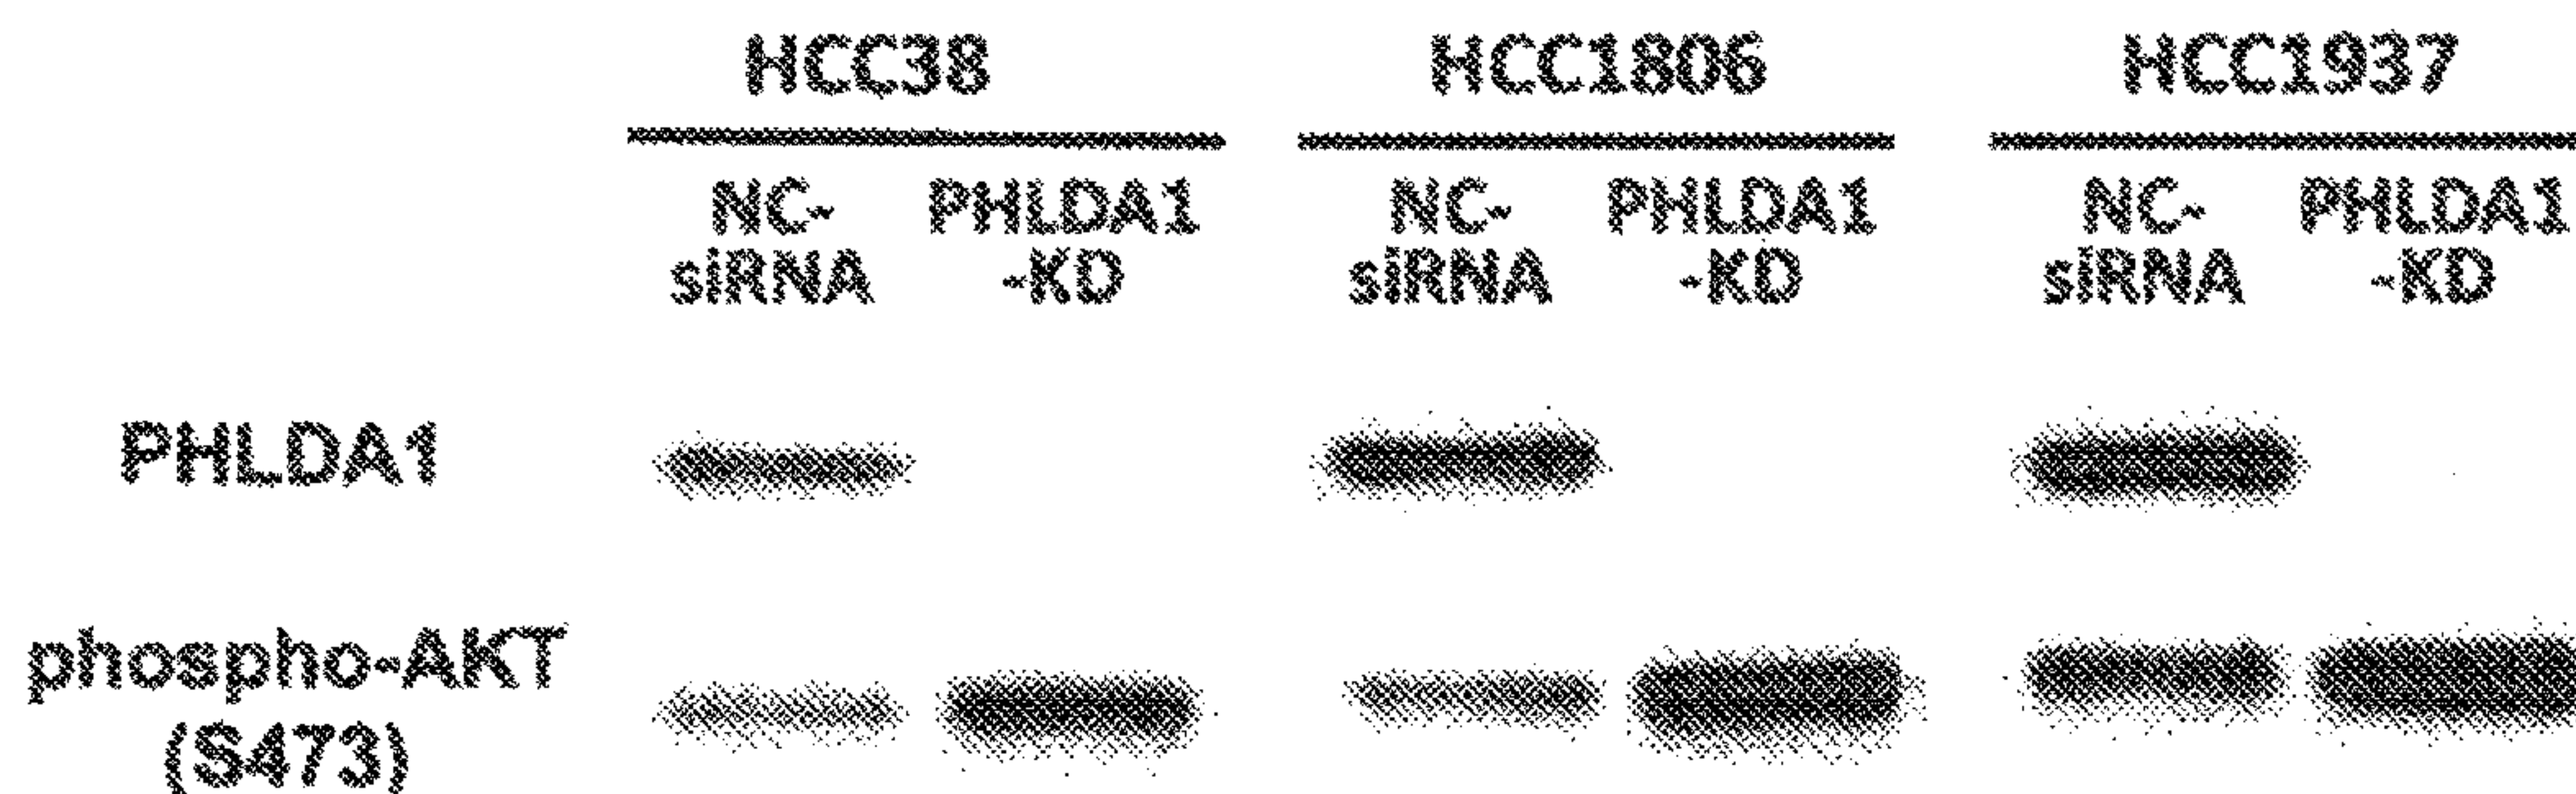 HCC38 HCC1806 HCC1937
NC- PHLDA1 NC- PHLDA1 NC- PHLDA1
siRNA -KD siRNA -KD siRNA -KD
PHLDA1
phospho-AKT
(S473)